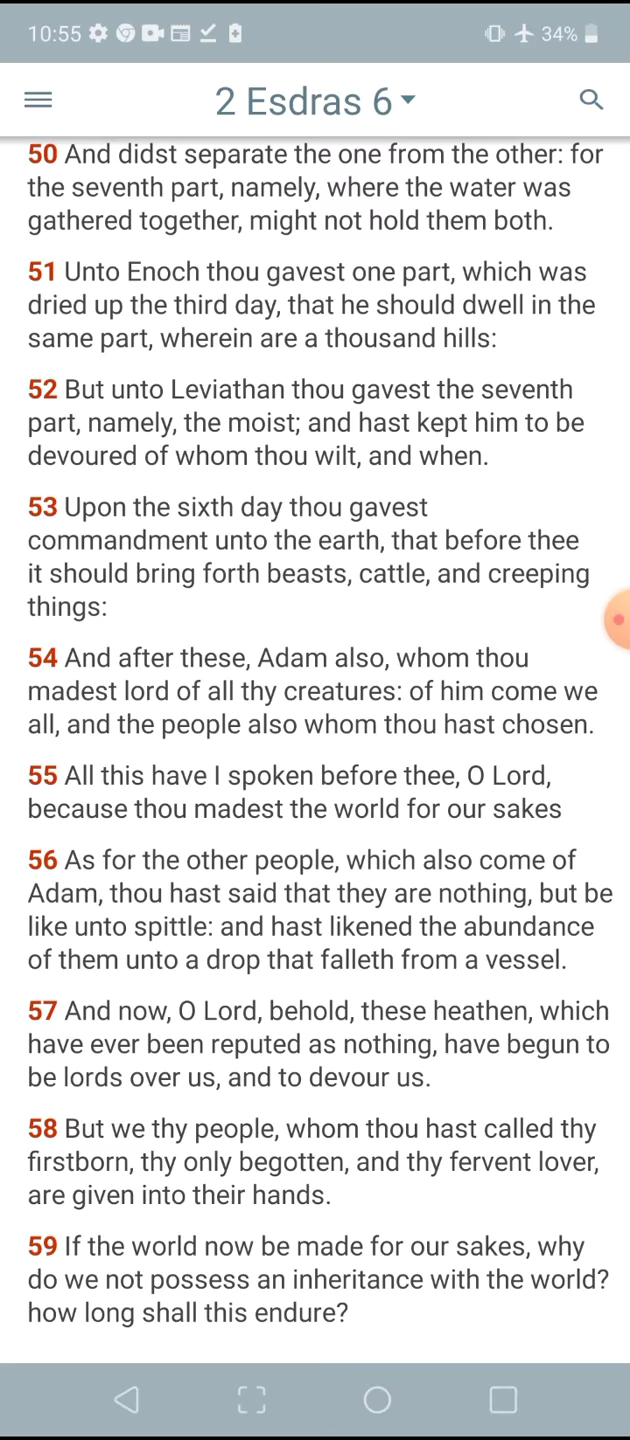 10:55 34%
2 Esdras 6
50 And didst separate the one from the other: for
the seventh part, namely, where the water was
gathered together, might not hold them both.
51 Unto Enoch thou gavest one part, which was
dried up the third day, that he should dwell in the
same part, wherein are a thousand hills:
52 But unto Leviathan thou gavest the seventh
part, namely, the moist; and hast kept him to be
devoured of whom thou wilt, and when.
53 Upon the sixth day thou gavest
commandment unto the earth, that before thee
it should bring forth beasts, cattle, and creeping
things:
54 And after these, Adam also, whom thou
madest lord of all thy creatures: of him come we
all, and the people also whom thou hast chosen.
55 All this have I spoken before thee, O Lord,
because thou madest the world for our sakes
56 As for the other people, which also come of
Adam, thou hast said that they are nothing, but be
like unto spittle: and hast likened the abundance
of them unto a drop that falleth from a vessel.
57 And now, O Lord, behold, these heathen, which
have ever been reputed as nothing, have begun to
be lords over us, and to devour us.
58 But we thy people, whom thou hast called thy
firstborn, thy only begotten, and thy fervent lover,
are given into their hands.
59 If the world now be made for our sakes, why
do we not possess an inheritance with the world?
how long shall this endure?